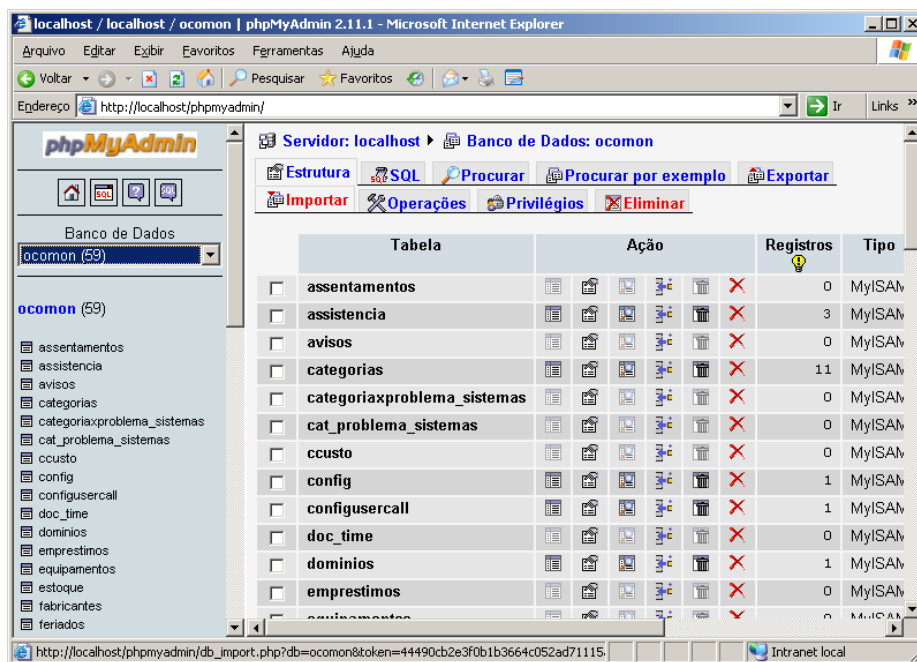 localhost / localhost / ocomon | phpMyAdmin 2.11.1 - Microsoft Internet Explorer
Arquivo Editar Exibir Favoritos Ferramentas Ajuda
Voltar Pesquisar Favoritos
Endereço http://localhost/phpmyadmin/ Ir Links »
phpMyAdmin
SQL
Banco de Dados
ocomon (59)
ocomon (59)
assentamentos
assistencia
avisos
categorias
categoriaxproblema_sistemas
cat_problema_sistemas
ccusto
config
configusercall
doc_time
dominios
emprestimos
equipamentos
estoque
fabricantes
feriados
Servidor: localhost Banco de Dados: ocomon
Estrutura SQL Procurar Procurar por exemplo Exportar
Importar Operações Privilégios Eliminar
Tabela Ação Registros Tipo
assentamentos 0 MyISAM
assistencia 3 MyISAM
avisos 0 MyISAM
categorias 11 MyISAM
categoriaxproblema_sistemas 0 MyISAM
cat_problema_sistemas 0 MyISAM
ccusto 0 MyISAM
config 1 MyISAM
configusercall 1 MyISAM
doc_time 0 MyISAM
dominios 1 MyISAM
emprestimos 0 MyISAM
equipamentos 0 MyISAM
http://localhost/phpmyadmin/db_import.php?db=ocomon&token=44490cb2e3f0b1b3664c052ad71115 Intranet local